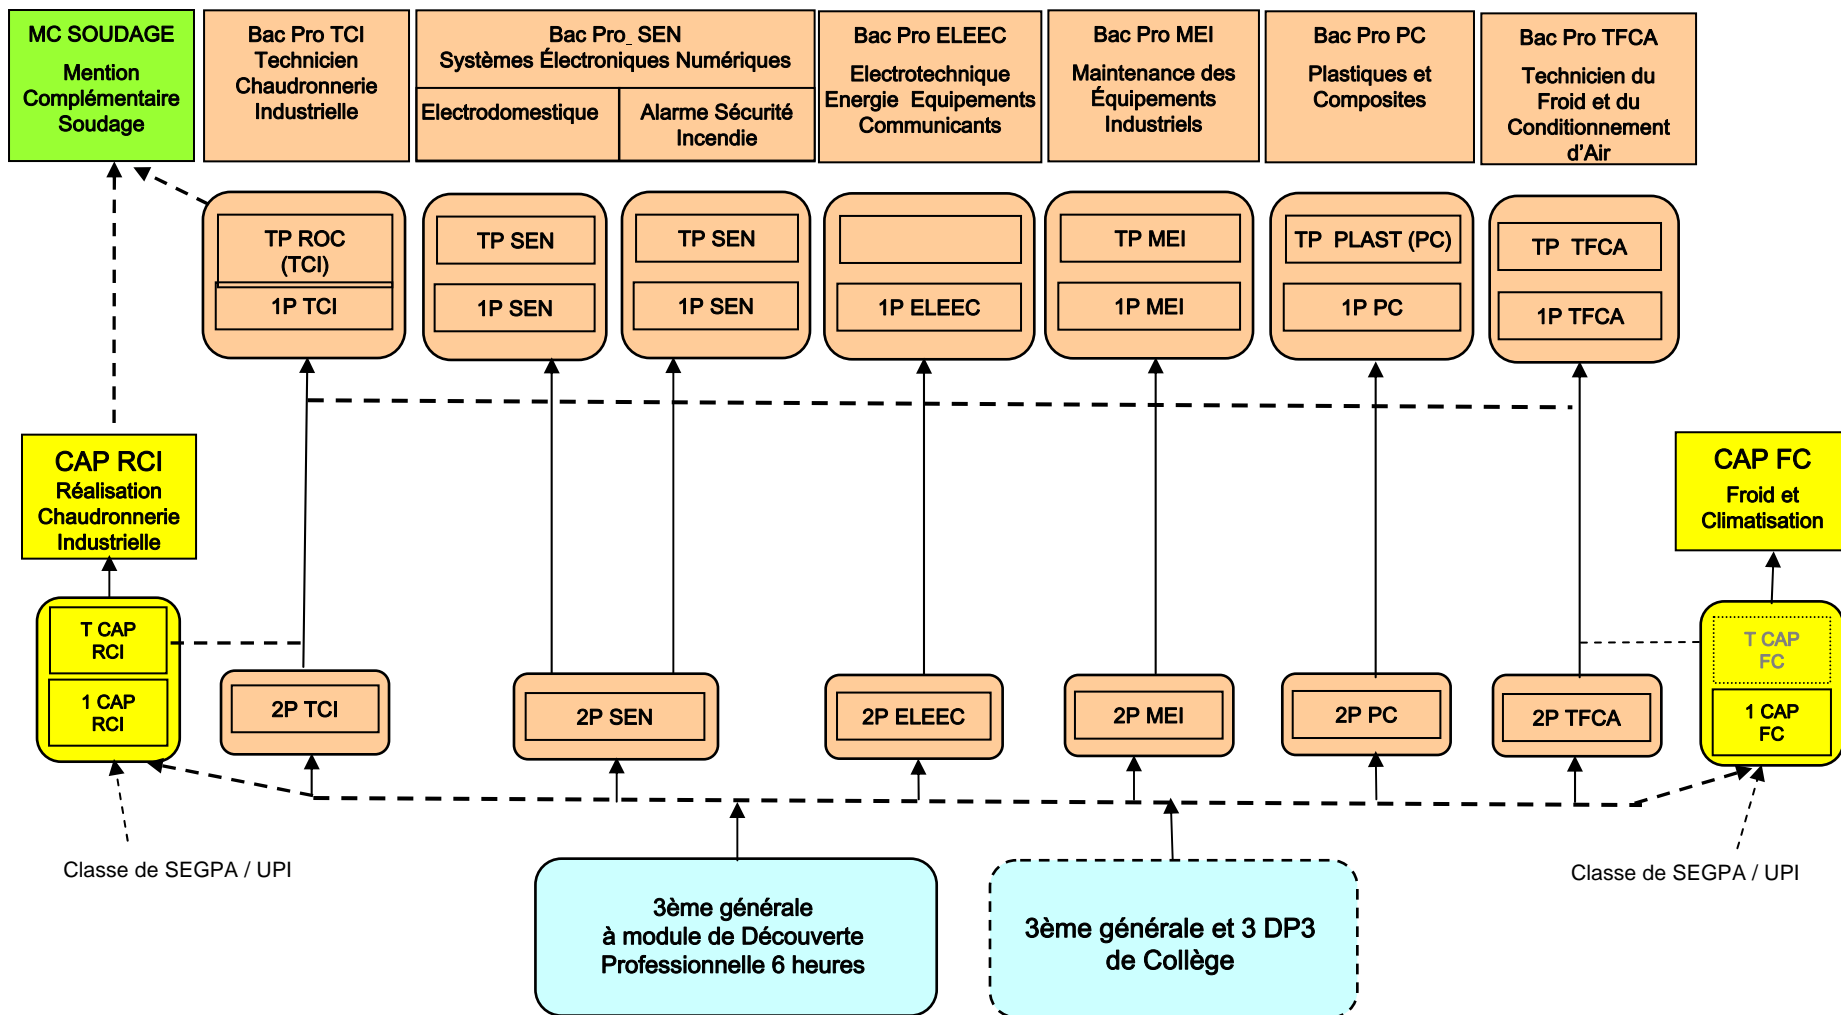 MC SOUDAGE
Mention
Complémentaire
Soudage
Bac Pro TCI
Technicien
Chaudronnerie
Industrielle
Bac Pro SEN
Systèmes Électroniques Numériques
Electrodomestique
Alarme Sécurité
Incendie
Bac Pro ELEEC
Electrotechnique
Energie Equipements
Communicants
Bac Pro MEI
Maintenance des
Équipements
Industriels
Bac Pro PC
Plastiques et
Composites
Bac Pro TFCA
Technicien du
Froid et du
Conditionnement
d'Air
TP ROC
(TCI)
1P TCI
TP SEN
1P SEN
TP SEN
1P SEN
1P ELEEC
TP MEI
1P MEI
TP PLAST (PC)
1P PC
TP TFCA
1P TFCA
CAP RCI
Réalisation
Chaudronnerie
Industrielle
CAP FC
Froid et
Climatisation
T CAP
RCI
1 CAP
RCI
2P TCI
2P SEN
2P ELEEC
2P MEI
2P PC
2P TFCA
T CAP
FC
1 CAP
FC
Classe de SEGPA / UPI
Classe de SEGPA / UPI
3ème générale
à module de Découverte
Professionnelle 6 heures
3ème générale et 3 DP3
de Collège